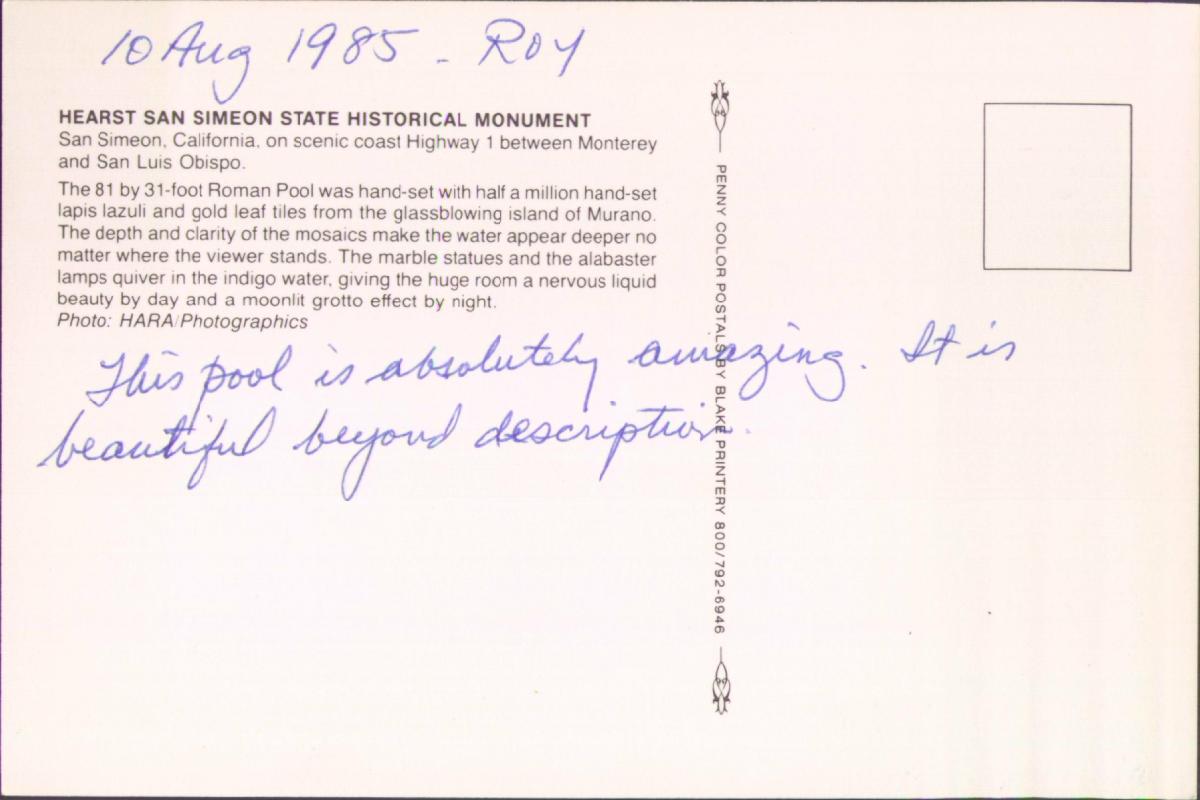 10 Aug 1985 - Roy
HEARST SAN SIMEON STATE HISTORICAL MONUMENT
San Simeon, California, on scenic coast Highway 1 between Monterey
and San Luis Obispo.
The 81 by 31-foot Roman Pool was hand-set with half a million hand-set
lapis lazuli and gold leaf tiles from the glassblowing island of Murano.
The depth and clarity of the mosaics make the water appear deeper no
matter where the viewer stands. The marble statues and the alabaster
lamps quiver in the indigo water, giving the huge room a nervous liquid
beauty by day and a moonlit grotto effect by night.
Photo: HARA/Photographics
This pool is absolutely amazing. It is
beautiful beyond description.
PENNY COLOR POSTALS BY BLAKE PRINTERY 800/792-6946